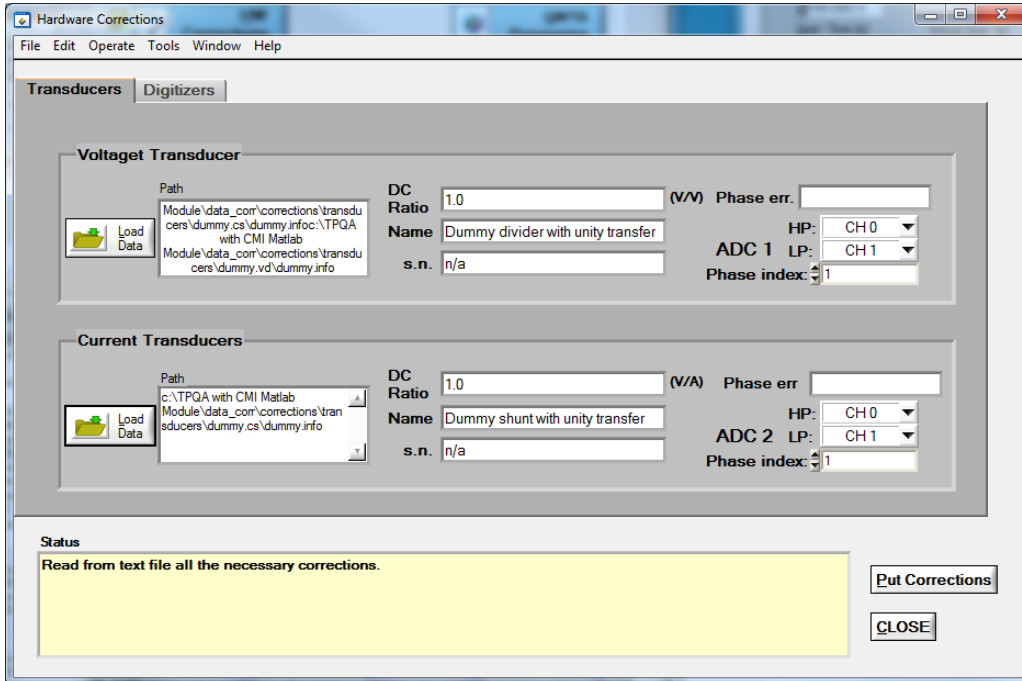 Hardware Corrections
File Edit Operate Tools Window Help
Transducers Digitizers
Voltaget Transducer
Path
Module\data_corr\corrections\transdu
cers\dummy.cs\dummy.infoc:\TPQA
with CMI Matlab
Module\data_corr\corrections\transdu
cers\dummy.vd\dummy.info
Load
Data
DC
Ratio
1.0
(V/V) Phase err.
Name Dummy divider with unity transfer
HP: CH 0
ADC 1 LP: CH 1
s.n. n/a
Phase index: 1
Current Transducers
Path
c:\TPQA with CMI Matlab
Module\data_corr\corrections\tran
sducers\dummy.cs\dummy.info
Load
Data
DC
Ratio
1.0
(V/A) Phase err
Name Dummy shunt with unity transfer
HP: CH 0
ADC 2 LP: CH 1
s.n. n/a
Phase index: 1
Status
Read from text file all the necessary corrections.
Put Corrections
CLOSE